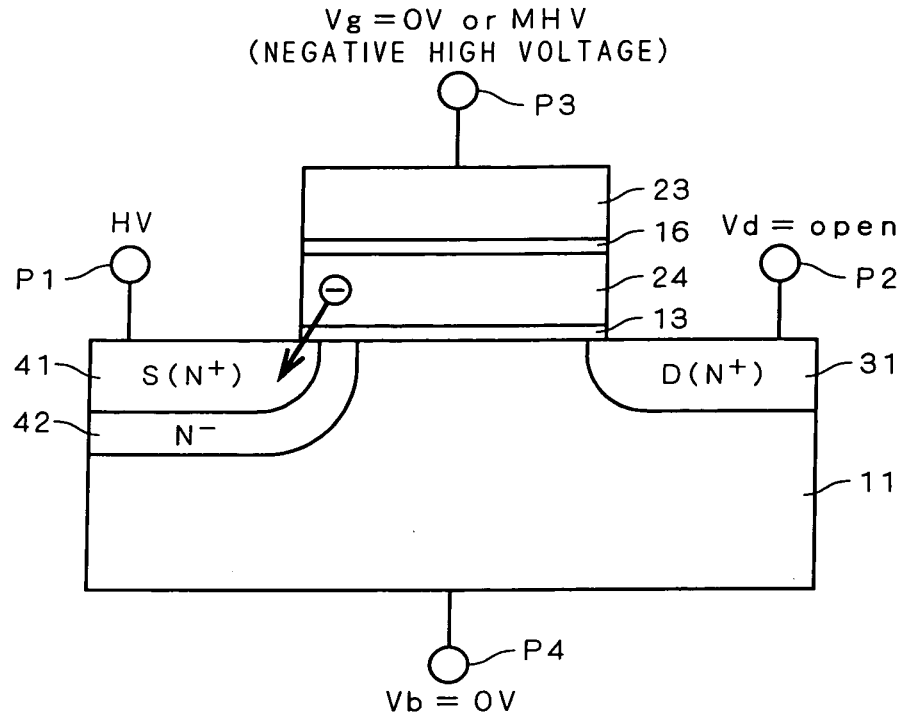 Vg=0V or MHV
(NEGATIVE HIGH VOLTAGE)
P3
23
HV
16
Vd=open
P1
24
P2
13
41
S(N+)
D(N+)
31
42
N−
11
P4
Vb=0V